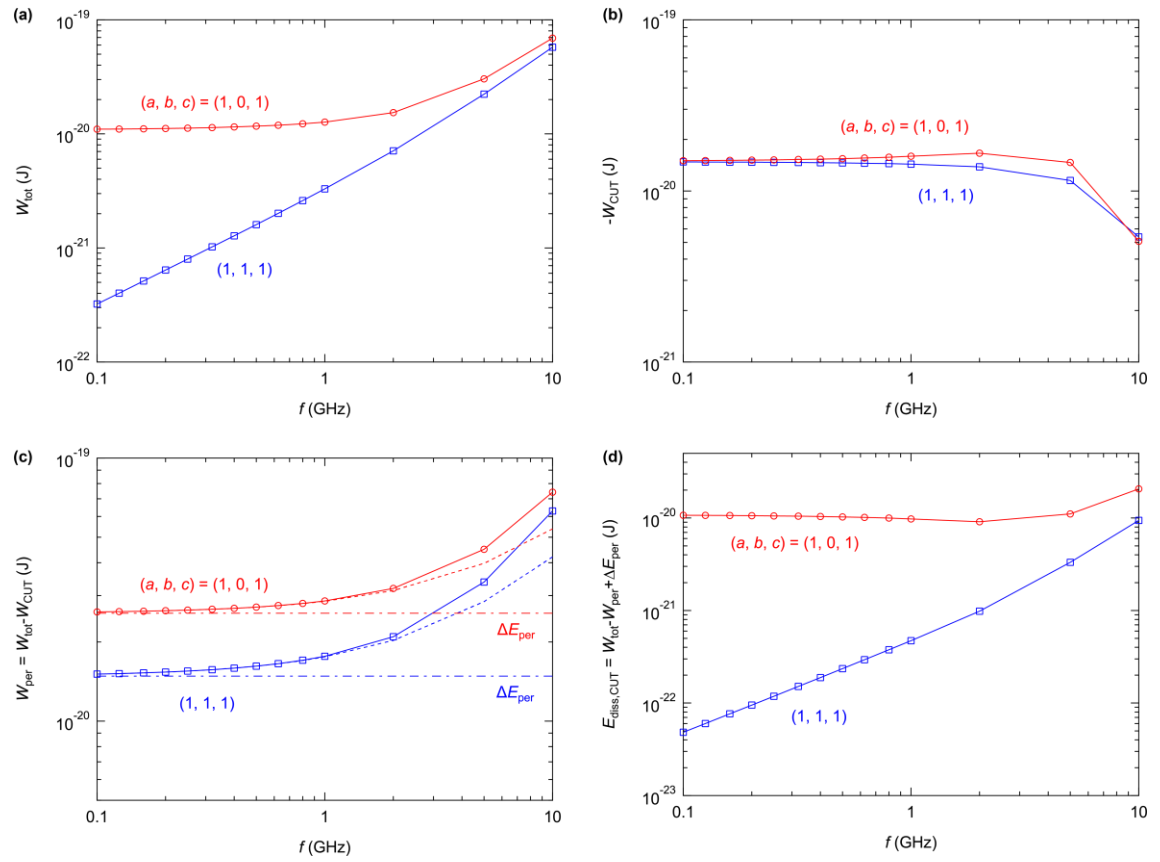 (a)
10^-19
10^-20
10^-21
10^-22
W_tot (J)
(a, b, c) = (1, 0, 1)
(1, 1, 1)
0.1
1
10
f (GHz)
(b)
10^-19
10^-20
10^-21
-W_CUT (J)
(a, b, c) = (1, 0, 1)
(1, 1, 1)
0.1
1
10
f (GHz)
(c)
10^-19
10^-20
W_per = W_tot-W_CUT (J)
(a, b, c) = (1, 0, 1)
ΔE_per
(1, 1, 1)
ΔE_per
0.1
1
10
f (GHz)
(d)
10^-20
10^-21
10^-22
10^-23
E_diss,CUT = W_tot-W_per+ΔE_per (J)
(a, b, c) = (1, 0, 1)
(1, 1, 1)
0.1
1
10
f (GHz)